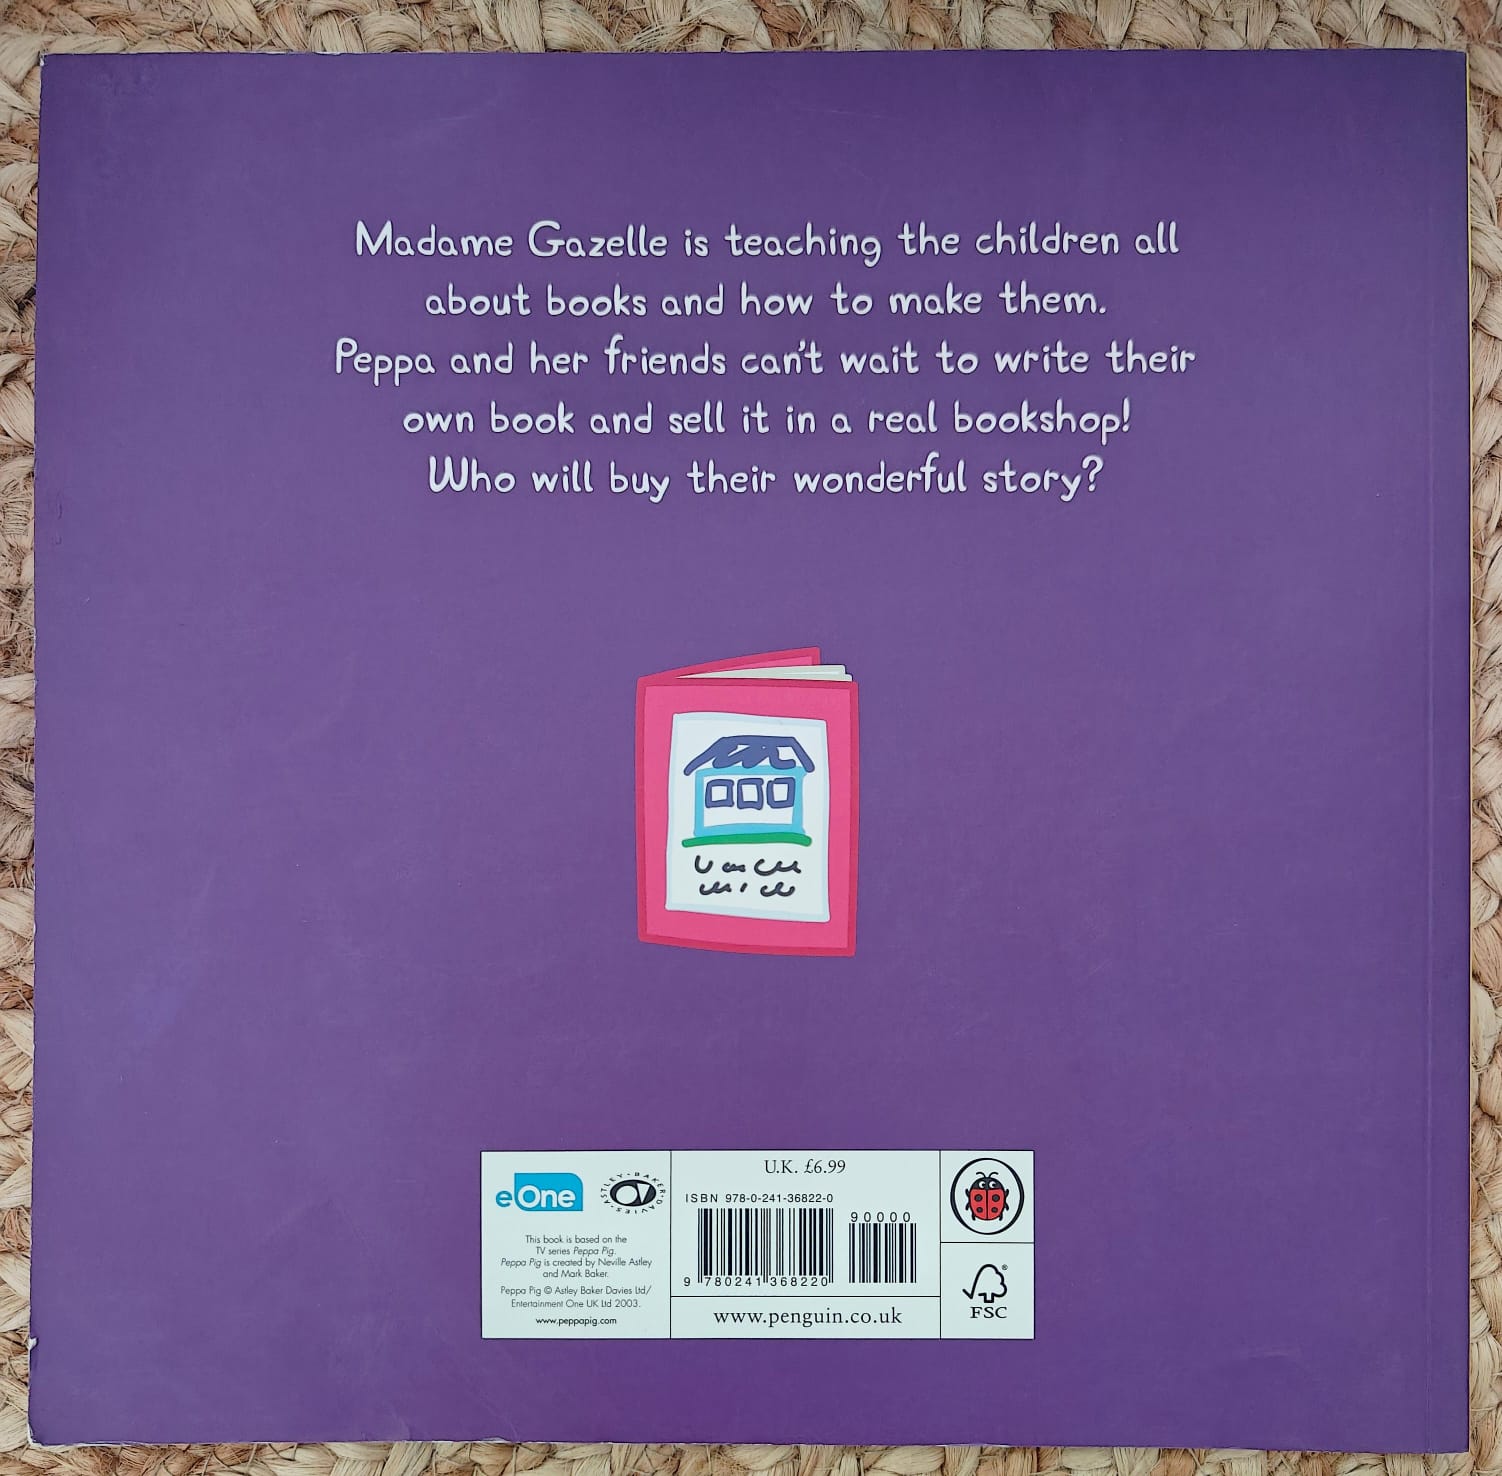 Madame Gazelle is teaching the children all
about books and how to make them.
Peppa and her friends can't wait to write their
own book and sell it in a real bookshop!
Who will buy their wonderful story?
eOne
ASTLEY · BAKER · DAVIES ·
This book is based on the
TV series Peppa Pig.
Peppa Pig is created by Neville Astley
and Mark Baker.
Peppa Pig © Astley Baker Davies Ltd/
Entertainment One UK Ltd 2003.
www.peppapig.com
U.K. £6.99
ISBN 978-0-241-36822-0
90000
9 780241 368220
www.penguin.co.uk
®
FSC